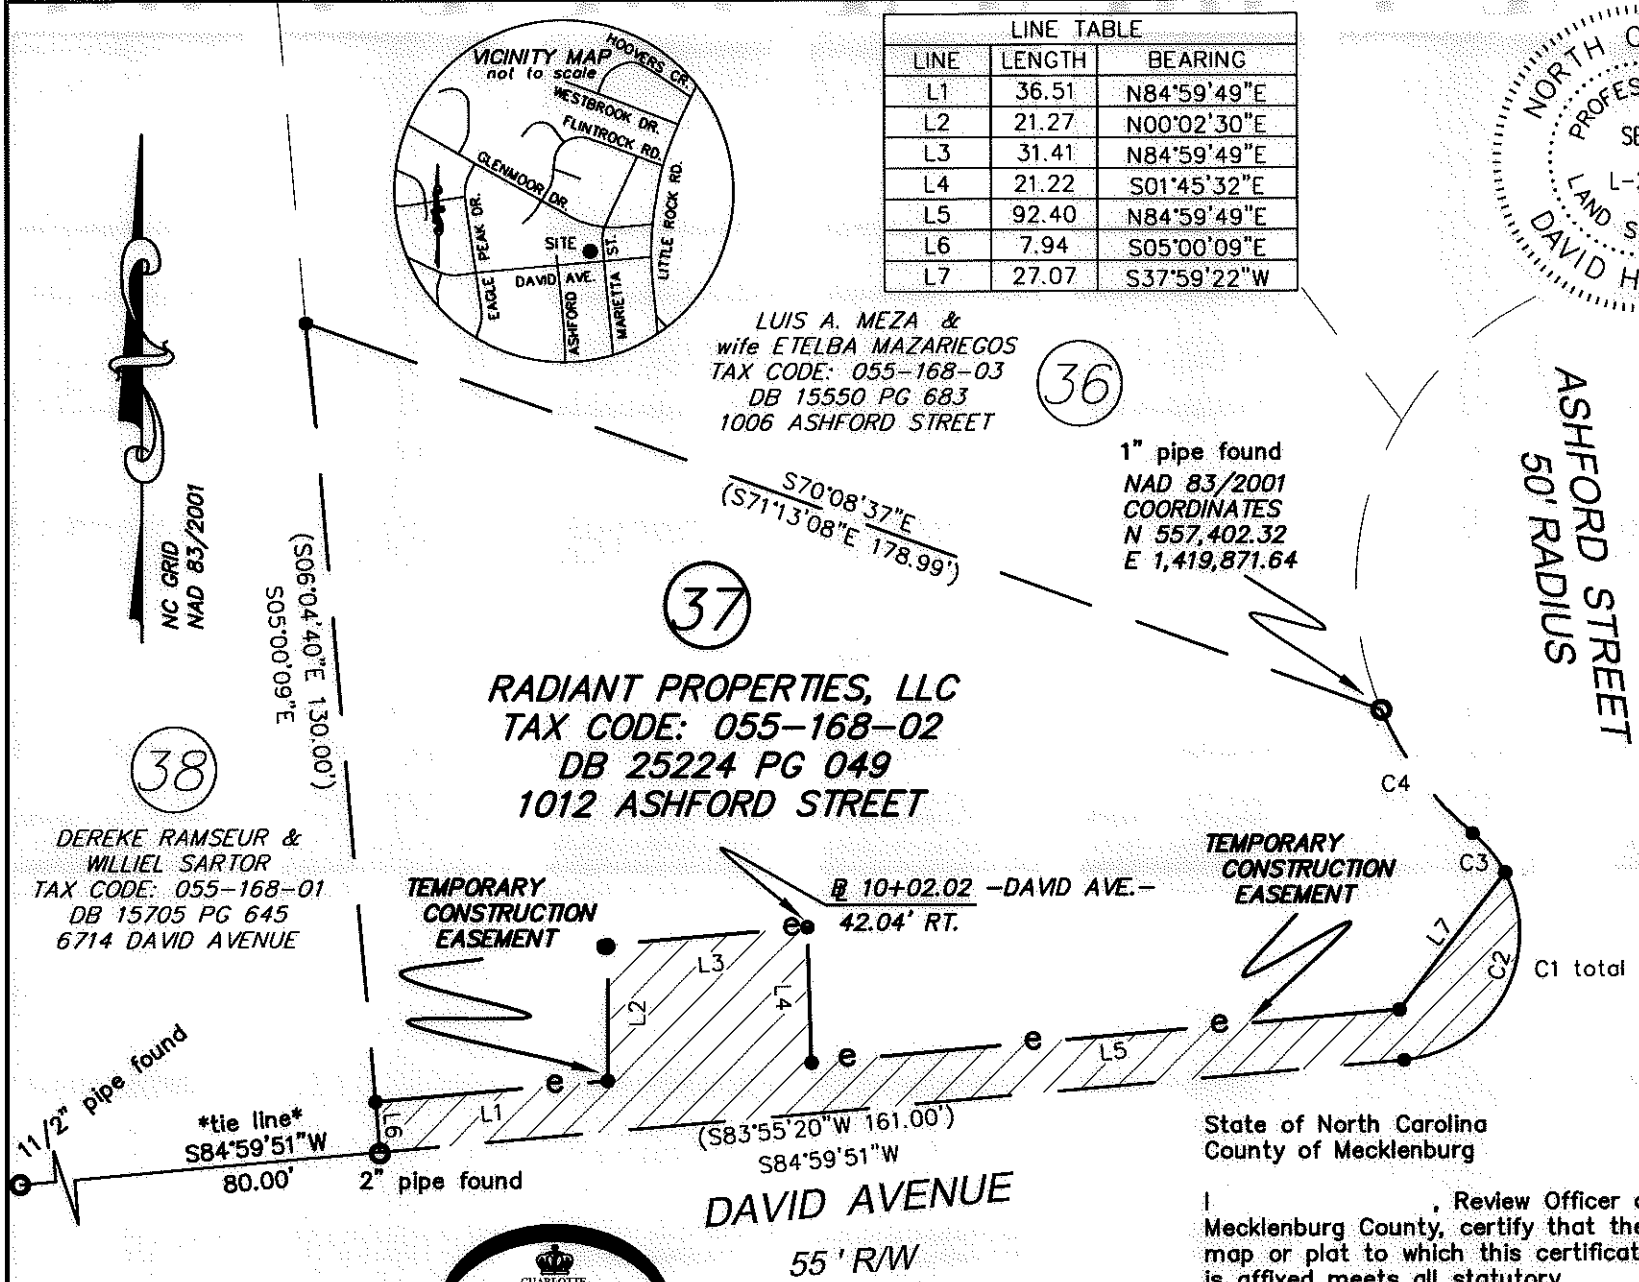 VICINITY MAP
not to scale
HOOVERS CR.
WESTBROOK DR.
FLINTROCK RD.
GLENMOOR DR.
EAGLE PEAK DR.
SITE
DAVID AVE.
ASHFORD
MARIETTA ST.
LITTLE ROCK RD.
LINE TABLE
LINE LENGTH BEARING
L1 36.51 N84°59'49"E
L2 21.27 N00°02'30"E
L3 31.41 N84°59'49"E
L4 21.22 S01°45'32"E
L5 92.40 N84°59'49"E
L6 7.94 S05°00'09"E
L7 27.07 S37°59'22"W
NORTH C
PROFES
SE
L-
LAND S
DAVID H
LUIS A. MEZA &
wife ETELBA MAZARIEGOS
TAX CODE: 055-168-03
DB 15550 PG 683
1006 ASHFORD STREET
36
1" pipe found
NAD 83/2001
COORDINATES
N 557,402.32
E 1,419,871.64
ASHFORD STREET
50' RADIUS
NC GRID
NAD 83/2001
S70°08'37"E
(S71°13'08"E 178.99')
(S06°04'40"E 130.00')
S05°00'09"E
37
RADIANT PROPERTIES, LLC
TAX CODE: 055-168-02
DB 25224 PG 049
1012 ASHFORD STREET
38
DEREKE RAMSEUR &
WILLIEL SARTOR
TAX CODE: 055-168-01
DB 15705 PG 645
6714 DAVID AVENUE
C4
C3
L7
C2
C1 total
TEMPORARY
CONSTRUCTION
EASEMENT
10+02.02 -DAVID AVE.-
42.04' RT.
TEMPORARY
CONSTRUCTION
EASEMENT
e
L3
L2
L4
e
e
e
L5
e
L1
L6
11/2" pipe found
*tie line*
S84°59'51"W
80.00'
2" pipe found
(S83°55'20"W 161.00')
S84°59'51"W
DAVID AVENUE
55' R/W
CHARLOTTE
State of North Carolina
County of Mecklenburg
I , Review Officer
Mecklenburg County, certify that the
map or plat to which this certificat
is affixed meets all statutory